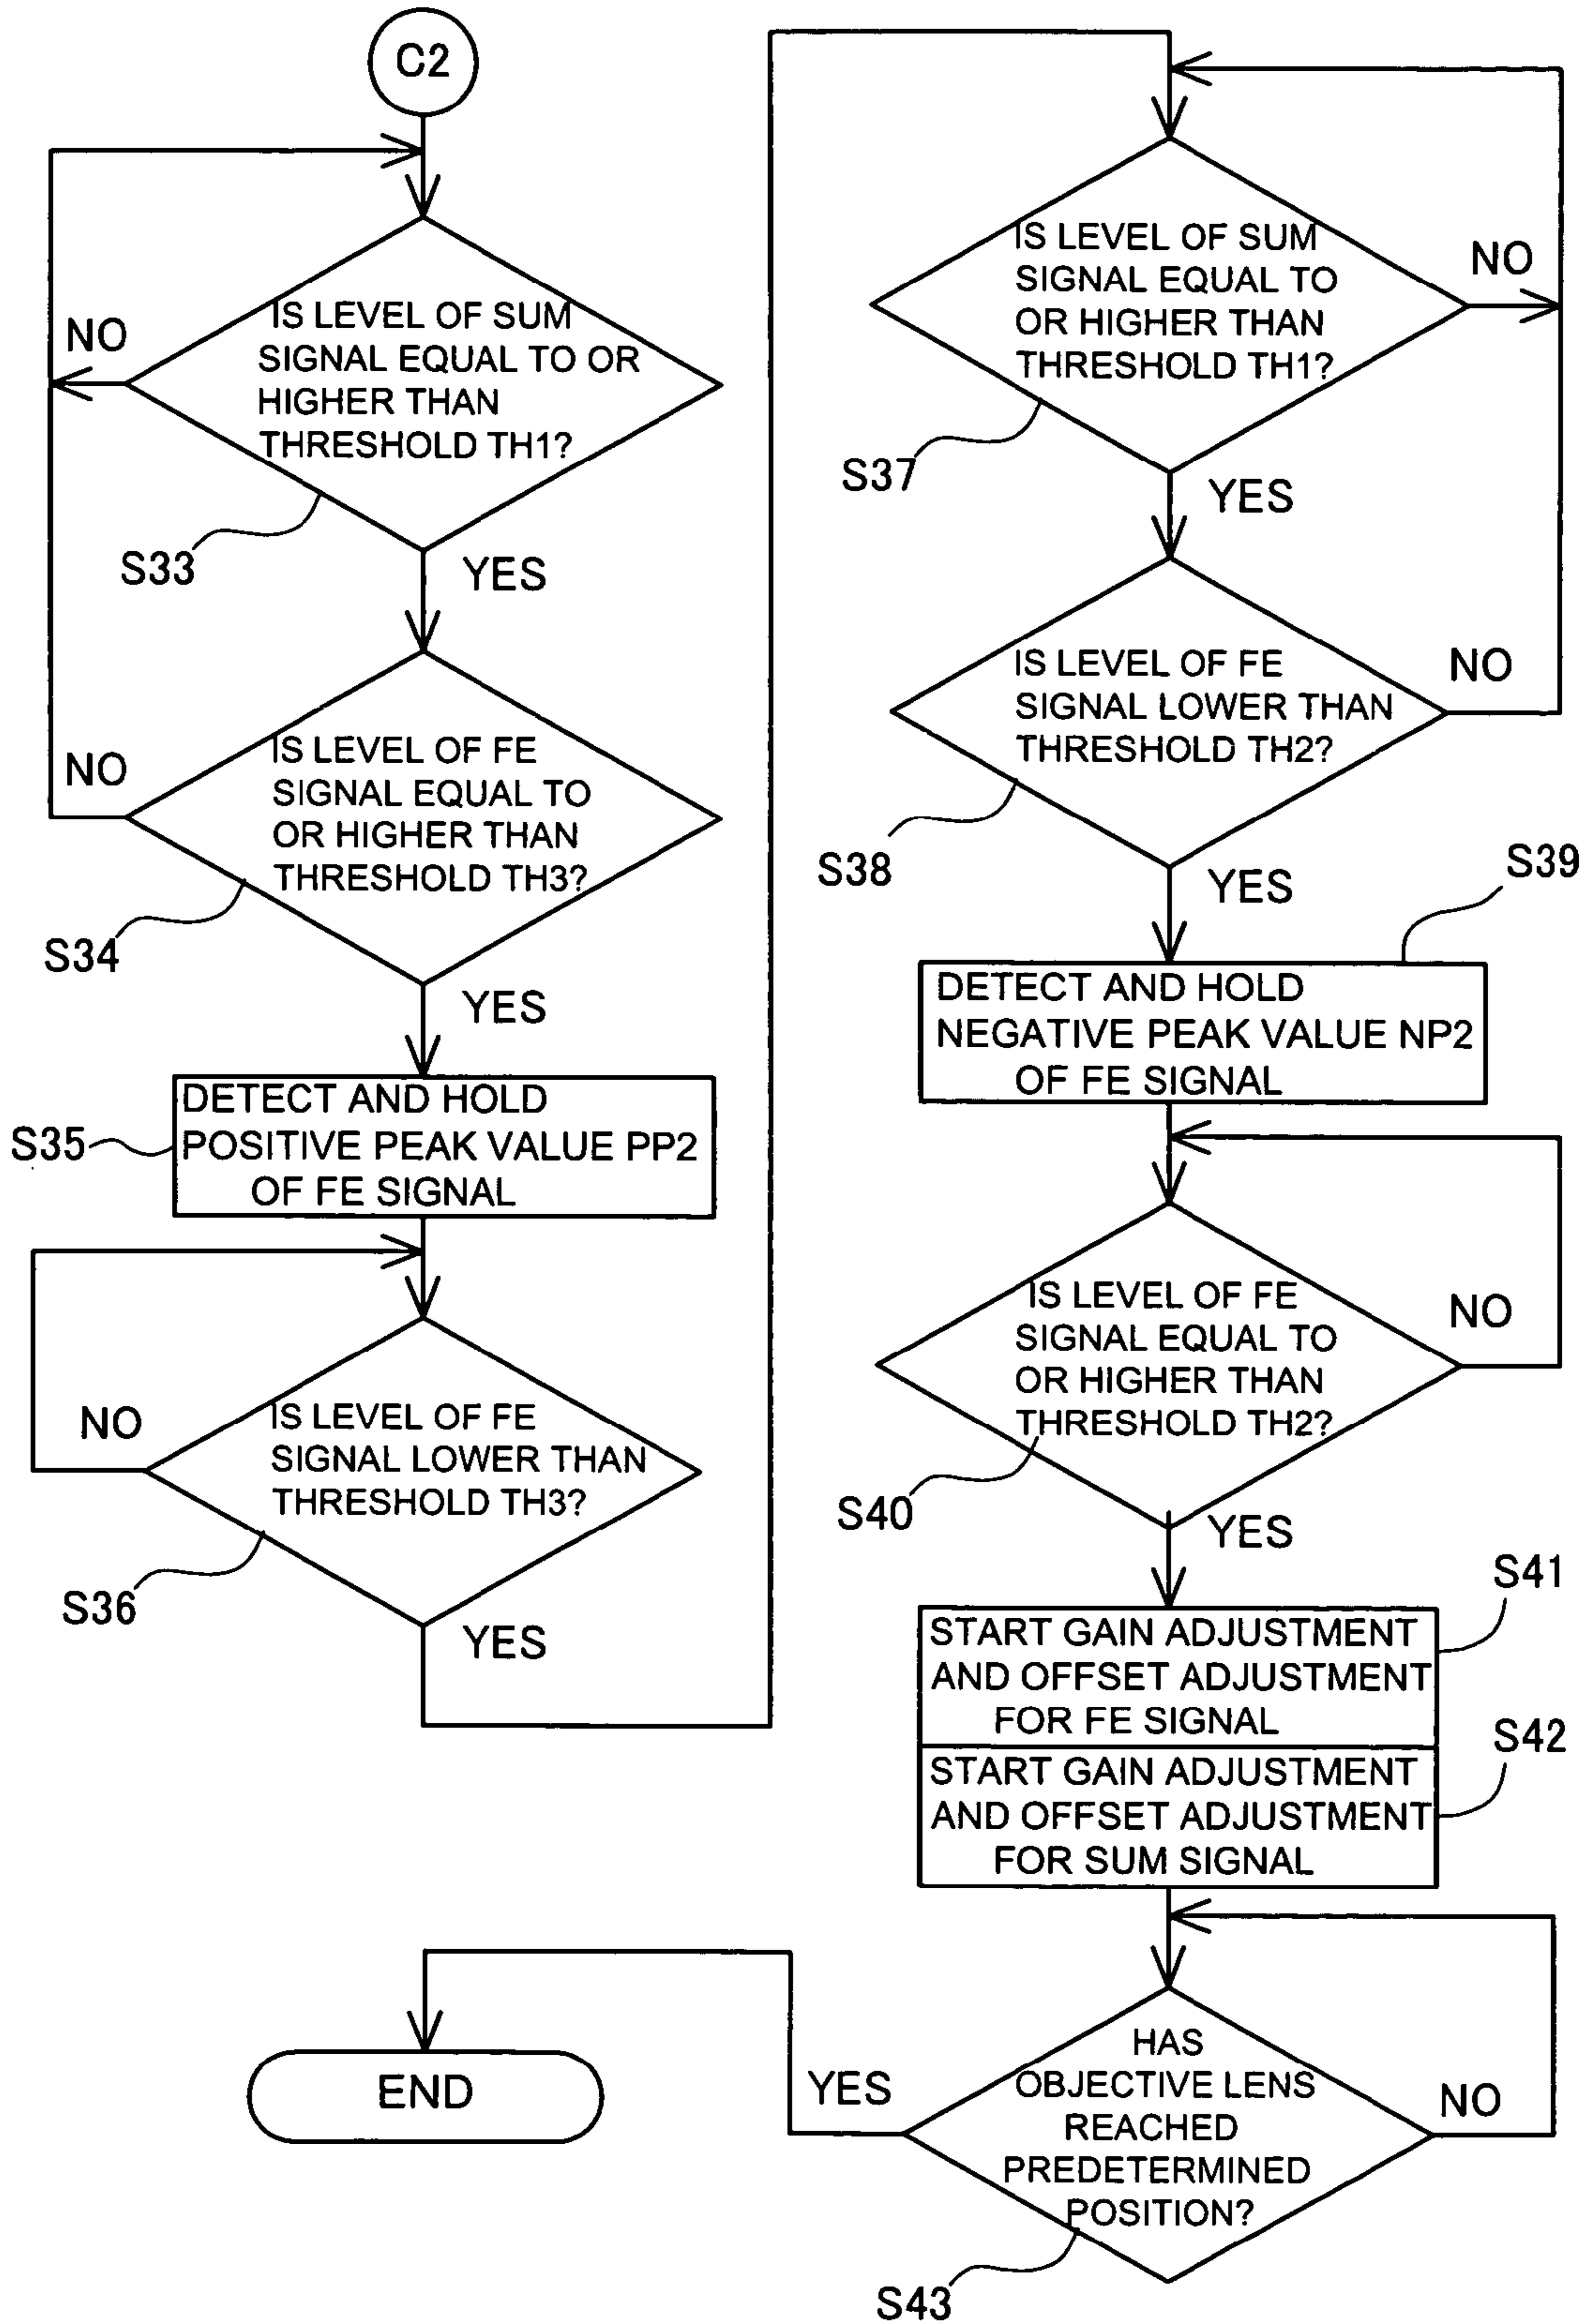 C2
IS LEVEL OF SUM
SIGNAL EQUAL TO OR
HIGHER THAN
THRESHOLD TH1?
NO
S33
YES
IS LEVEL OF FE
SIGNAL EQUAL TO
OR HIGHER THAN
THRESHOLD TH3?
NO
S34
YES
DETECT AND HOLD
POSITIVE PEAK VALUE PP2
OF FE SIGNAL
S35
IS LEVEL OF FE
SIGNAL LOWER THAN
THRESHOLD TH3?
NO
S36
YES
IS LEVEL OF SUM
SIGNAL EQUAL TO
OR HIGHER THAN
THRESHOLD TH1?
NO
S37
YES
IS LEVEL OF FE
SIGNAL LOWER THAN
THRESHOLD TH2?
NO
S38
YES
S39
DETECT AND HOLD
NEGATIVE PEAK VALUE NP2
OF FE SIGNAL
IS LEVEL OF FE
SIGNAL EQUAL TO
OR HIGHER THAN
THRESHOLD TH2?
NO
S40
YES
S41
START GAIN ADJUSTMENT
AND OFFSET ADJUSTMENT
FOR FE SIGNAL
S42
START GAIN ADJUSTMENT
AND OFFSET ADJUSTMENT
FOR SUM SIGNAL
HAS
OBJECTIVE LENS
REACHED
PREDETERMINED
POSITION?
YES
NO
S43
END